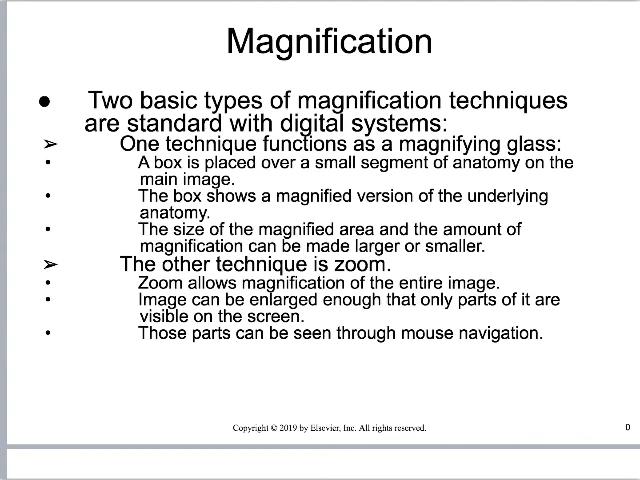 Magnification
● Two basic types of magnification techniques
are standard with digital systems:
➢ One technique functions as a magnifying glass:
• A box is placed over a small segment of anatomy on the
main image.
• The box shows a magnified version of the underlying
anatomy.
• The size of the magnified area and the amount of
magnification can be made larger or smaller.
➢ The other technique is zoom.
• Zoom allows magnification of the entire image.
• Image can be enlarged enough that only parts of it are
visible on the screen.
• Those parts can be seen through mouse navigation.
Copyright © 2019 by Elsevier, Inc. All rights reserved.
0